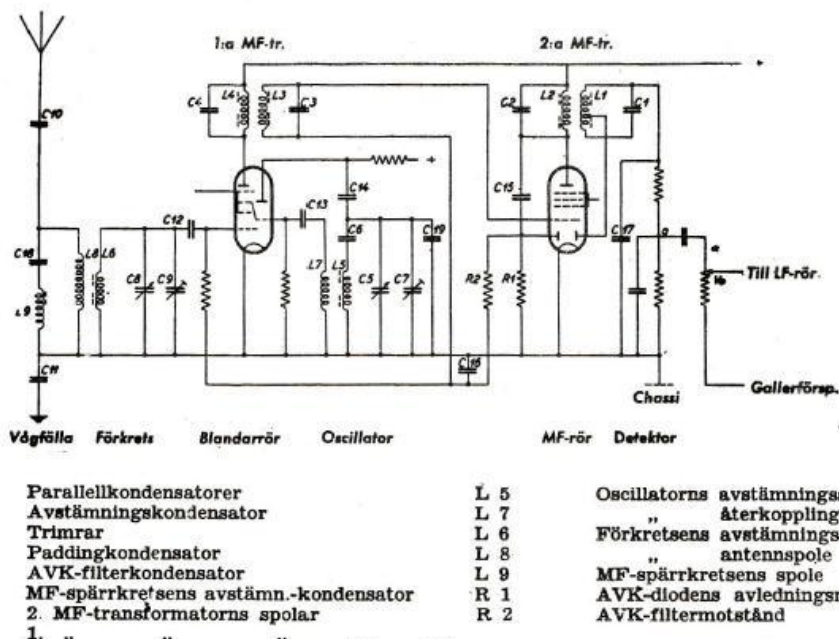 1:a MF-tr.
2:a MF-tr.
C10
C4
L4
L3
C3
C2
L2
L1
C1
C12
C13
C14
C15
C17
C18
L8
L6
C8
C9
C6
L7
L5
C5
C7
C19
R2
R1
a
Vo
Till LF-rör.
L9
C11
C16
Chassi
Gallerförsp.
Vågfälla
Förkrets
Blandarrör
Oscillator
MF-rör
Detektor
Parallellkondensatorer
Avstämningskondensator
Trimrar
Paddingkondensator
AVK-filterkondensator
MF-spärrkretsens avstämn.-kondensator
2. MF-transformatorns spolar
1.
L 5 Oscillatorns avstämnings
L 7 „ återkoppling
L 6 Förkretsens avstämnings
L 8 „ antennspole
L 9 MF-spärrkretsens spole
R 1 AVK-diodens avlednings
R 2 AVK-filtermotstånd